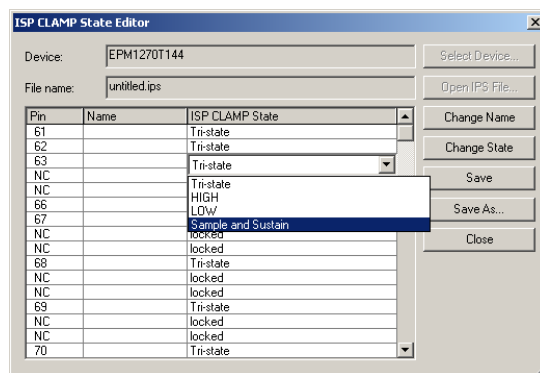 ISP CLAMP State Editor
Device: EPM1270T144 Select Device...
File name: untitled.ips Open IPS File...
Pin Name ISP CLAMP State Change Name
61 Tri-state
62 Tri-state Change State
63 Tri-state
NC Tri-state Save
NC HIGH
66 LOW Save As...
67 Sample and Sustain
NC locked Close
NC locked
68 Tri-state
NC locked
NC locked
69 Tri-state
NC locked
NC locked
70 Tri-state